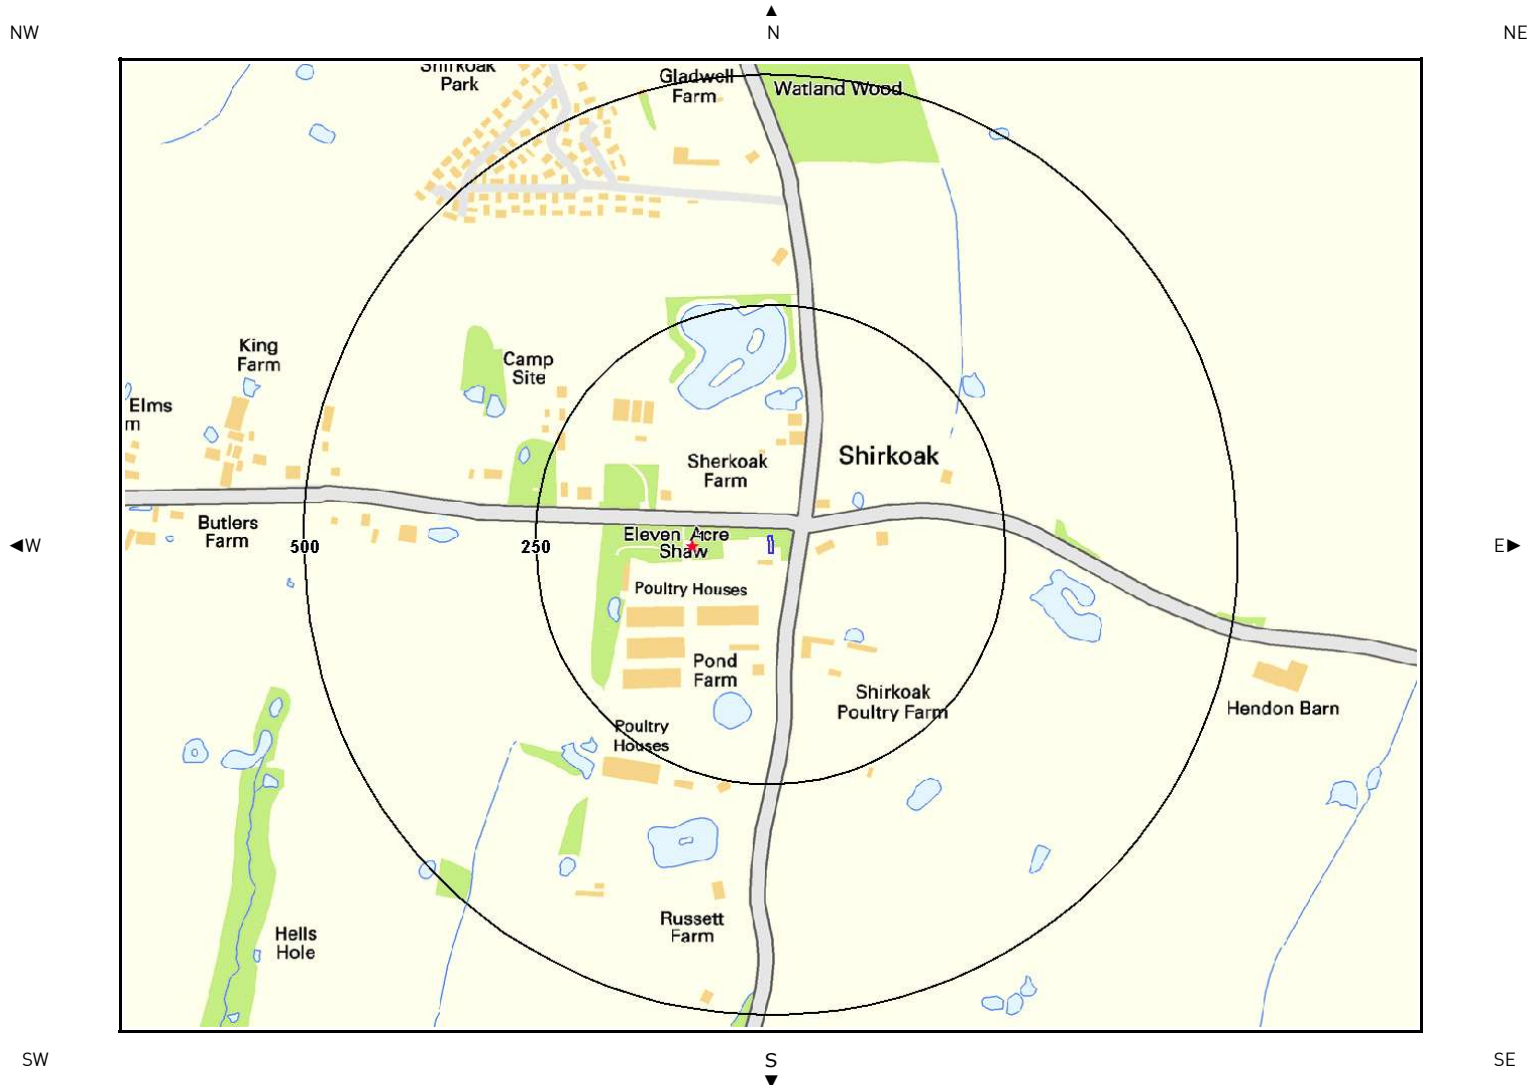 ▲
NW
N
NE
Shirkoak
Park
Gladwell
Farm
Watland Wood
King
Farm
Camp
Site
Elms
m
Sherkoak
Farm
Shirkoak
Butlers
Farm
Eleven Acre
Shaw
◄W
500
250
E►
Poultry Houses
Pond
Farm
Shirkoak
Poultry Farm
Hendon Barn
Poultry
Houses
Russett
Farm
Hells
Hole
SW
S
SE
▼